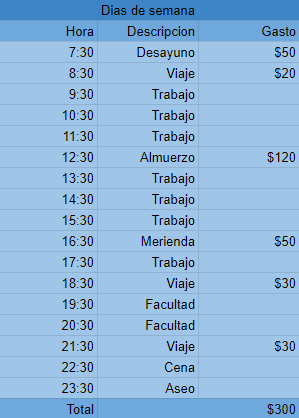 Dias de semana
Hora Descripcion Gasto
7:30 Desayuno $50
8:30 Viaje $20
9:30 Trabajo
10:30 Trabajo
11:30 Trabajo
12:30 Almuerzo $120
13:30 Trabajo
14:30 Trabajo
15:30 Trabajo
16:30 Merienda $50
17:30 Trabajo
18:30 Viaje $30
19:30 Facultad
20:30 Facultad
21:30 Viaje $30
22:30 Cena
23:30 Aseo
Total $300